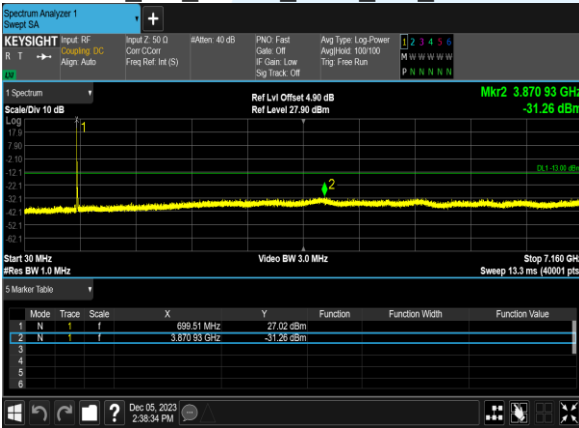 Spectrum Analyzer 1
Swept SA
+
KEYSIGHT Input: RF Input Z: 50 Ω #Atten: 40 dB PNO: Fast Avg Type: Log-Power 1 2 3 4 5 6
R T Coupling: DC Corr CCorr Gate: Off Avg|Hold: 100/100 M W W W W W
Align: Auto Freq Ref: Int (S) IF Gain: Low Trig: Free Run
Sig Track: Off P N N N N N
1 Spectrum Ref Lvl Offset 4.90 dB Mkr2 3.870 93 GHz
Scale/Div 10 dB Ref Level 27.90 dBm -31.26 dBm
Log
17.9
7.90
-2.10
-12.1
-22.1
-32.1
-42.1
-52.1
-62.1
1
DL1 -13.00 dBm
2
Start 30 MHz Video BW 3.0 MHz Stop 7.160 GHz
#Res BW 1.0 MHz Sweep 13.3 ms (40001 pts
5 Marker Table
Mode Trace Scale X Y Function Function Width Function Value
1 N 1 f 699.51 MHz 27.02 dBm
2 N 1 f 3.870 93 GHz -31.26 dBm
3
4
5
6
? Dec 05, 2023
2:38:34 PM